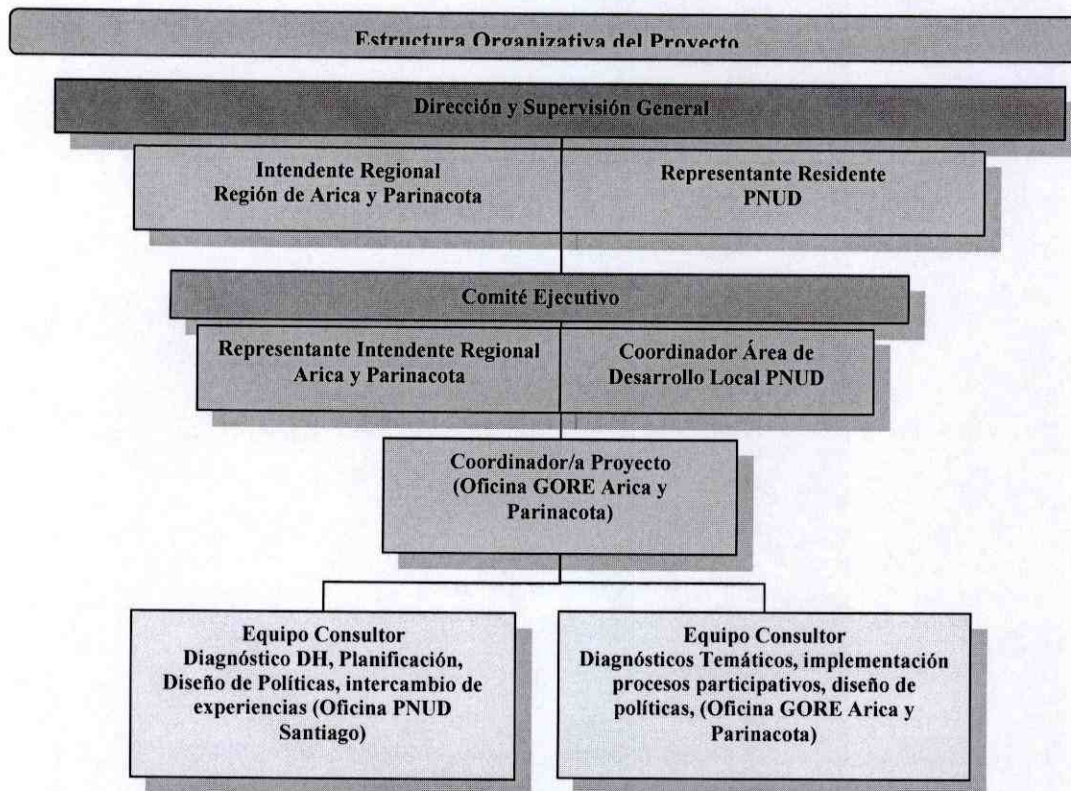 Estructura Organizativa del Proyecto
Dirección y Supervisión General
Intendente Regional
Región de Arica y Parinacota
Representante Residente
PNUD
Comité Ejecutivo
Representante Intendente Regional
Arica y Parinacota
Coordinador Área de
Desarrollo Local PNUD
Coordinador/a Proyecto
(Oficina GORE Arica y
Parinacota)
Equipo Consultor
Diagnóstico DH, Planificación,
Diseño de Políticas, intercambio de
experiencias (Oficina PNUD
Santiago)
Equipo Consultor
Diagnósticos Temáticos, implementación
procesos participativos, diseño de
políticas, (Oficina GORE Arica y
Parinacota)